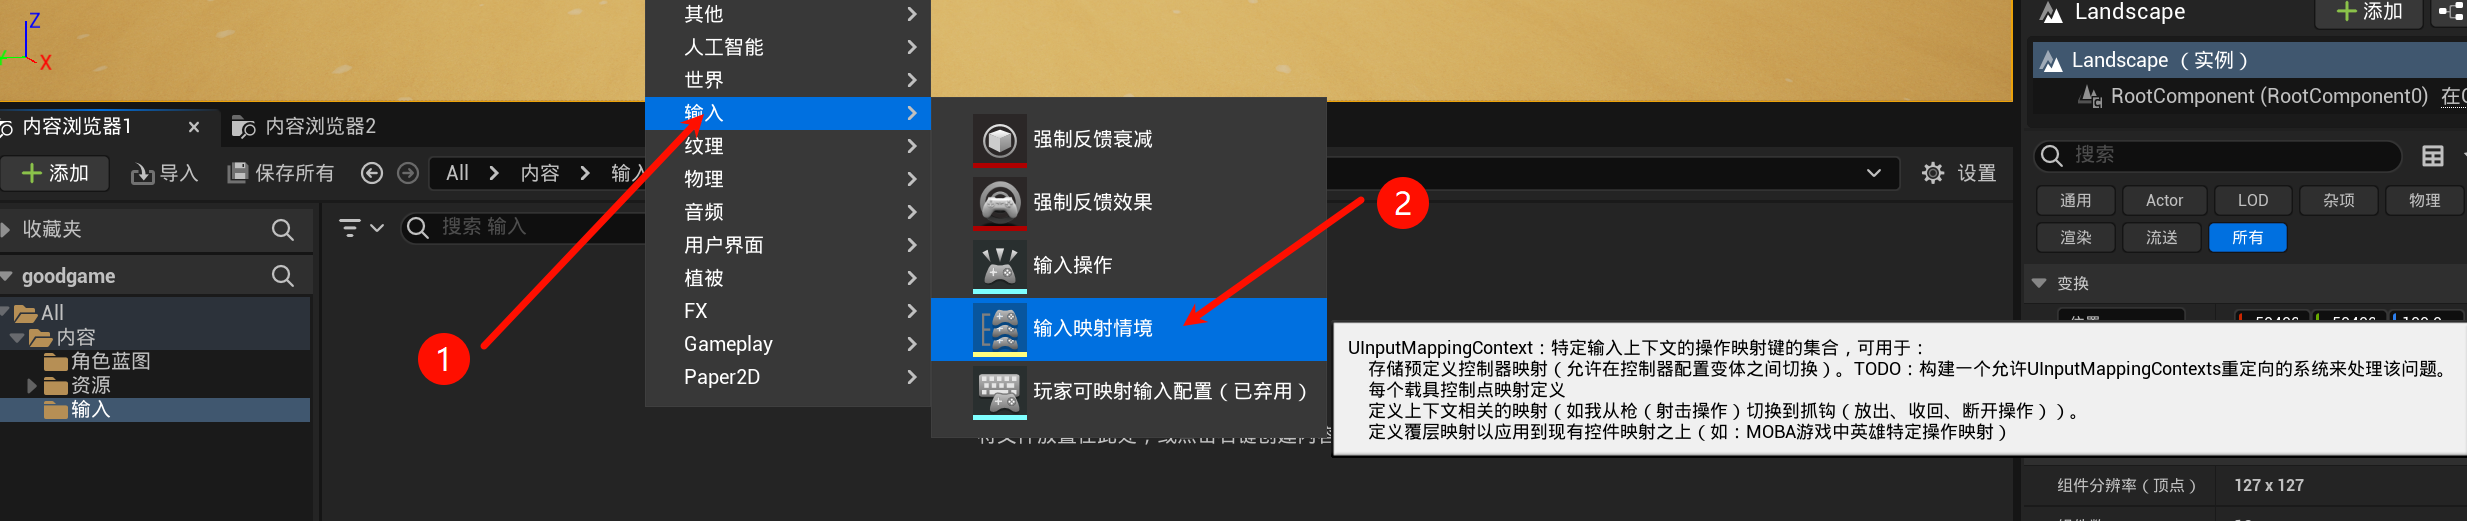 Z
X
其他
人工智能
世界
输入
纹理
物理
音频
用户界面
植被
FX
Gameplay
Paper2D
内容浏览器1
内容浏览器2
添加
导入
保存所有
All
内容
输入
设置
收藏夹
搜索 输入
goodgame
All
内容
角色蓝图
资源
输入
1
强制反馈衰减
强制反馈效果
输入操作
输入映射情境
玩家可映射输入配置（已弃用）
2
UInputMappingContext：特定输入上下文的操作映射键的集合，可用于：
存储预定义控制器映射（允许在控制器配置变体之间切换）。TODO：构建一个允许UInputMappingContexts重定向的系统来处理该问题。
每个载具控制点映射定义
定义上下文相关的映射（如我从枪（射击操作）切换到抓钩（放出、收回、断开操作））。
定义覆层映射以应用到现有控件映射之上（如：MOBA游戏中英雄特定操作映射）
Landscape
添加
Landscape （实例）
RootComponent (RootComponent0)
在C
搜索
通用
Actor
LOD
杂项
物理
渲染
流送
所有
变换
组件分辨率（顶点）
127 x 127